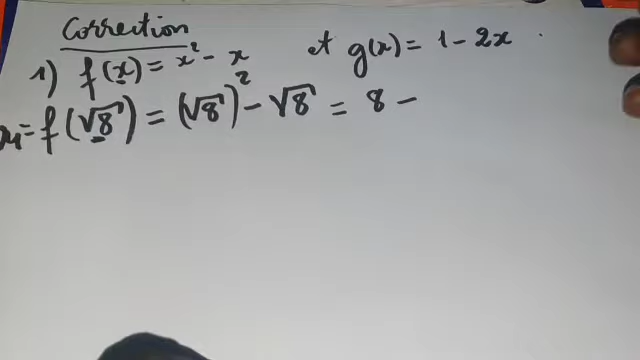 Correction
1) f(x) = x² - x et g(x) = 1 - 2x .
= f(√8) = (√8)² - √8 = 8 -